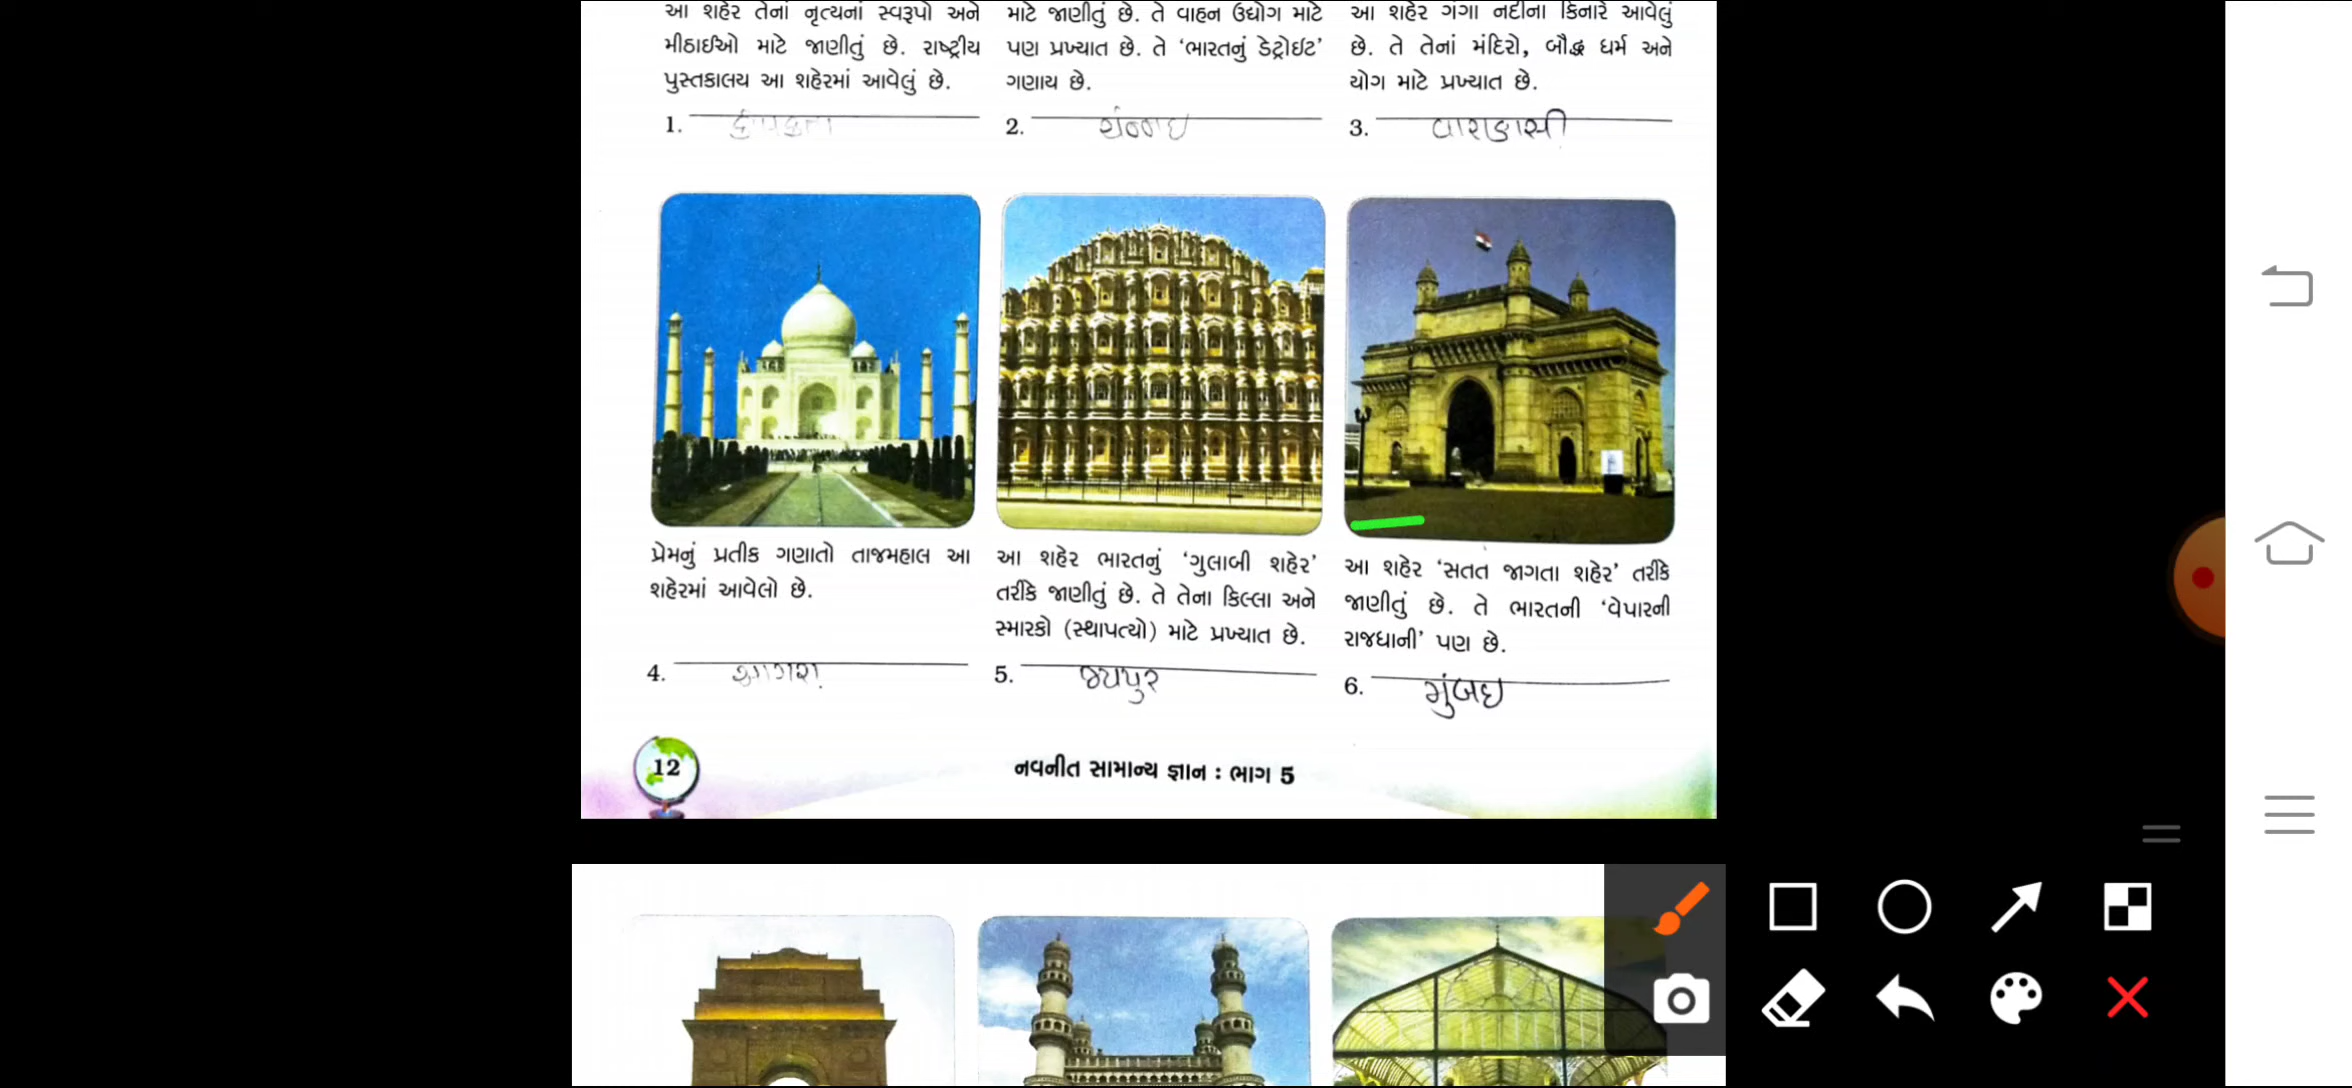 આ શહેર તેનાં નૃત્યનાં સ્વરૂપો અને
મીઠાઈઓ માટે જાણીતું છે. રાષ્ટ્રીય
પુસ્તકાલય આ શહેરમાં આવેલું છે.
1.
માટે જાણીતું છે. તે વાહન ઉદ્યોગ માટે
પણ પ્રખ્યાત છે. તે ‘ભારતનું ડેટ્રોઈટ’
ગણાય છે.
2.
આ શહેર ગંગા નદીના કિનારે આવેલું
છે. તે તેનાં મંદિરો, બૌદ્ધ ધર્મ અને
યોગ માટે પ્રખ્યાત છે.
3. વારાણસી
પ્રેમનું પ્રતીક ગણાતો તાજમહાલ આ
શહેરમાં આવેલો છે.
4. આગરા
આ શહેર ભારતનું ‘ગુલાબી શહેર’
તરીકે જાણીતું છે. તે તેના કિલ્લા અને
સ્મારકો (સ્થાપત્યો) માટે પ્રખ્યાત છે.
5. જયપુર
આ શહેર ‘સતત જાગતા શહેર’ તરીકે
જાણીતું છે. તે ભારતની ‘વેપારની
રાજધાની’ પણ છે.
6. મુંબઇ
12
નવનીત સામાન્ય જ્ઞાન : ભાગ 5